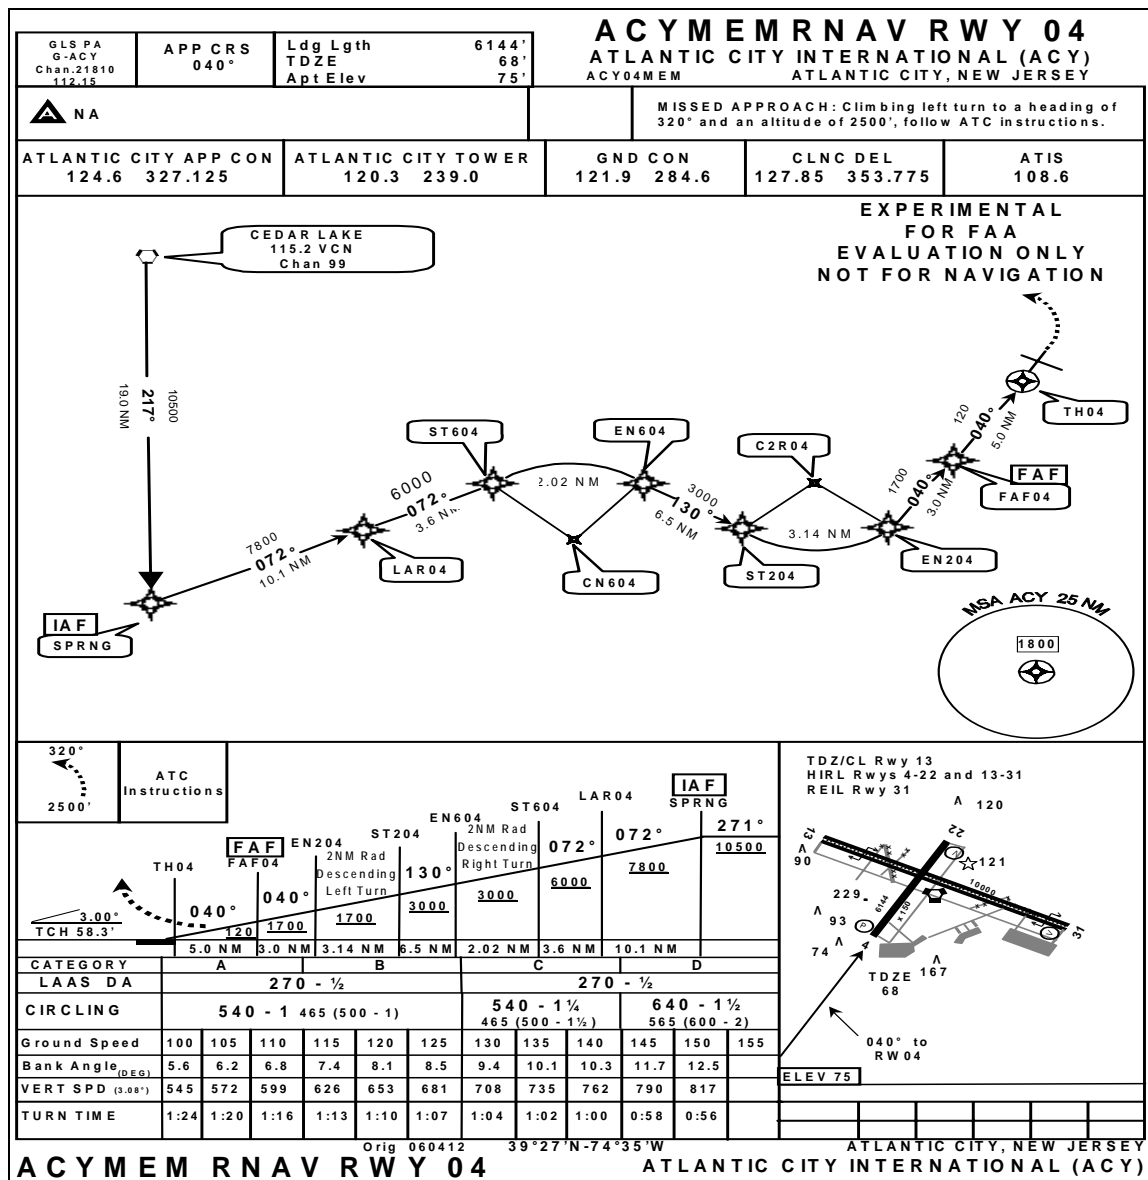 ACYMEMRNAV RWY 04
ATLANTIC CITY INTERNATIONAL (ACY)
ACY04MEM ATLANTIC CITY, NEW JERSEY
GLS PA
G-ACY
Chan.21810
112.15
APP CRS
040°
Ldg Lgth 6144'
TDZE 68'
Apt Elev 75'
A NA
MISSED APPROACH: Climbing left turn to a heading of
320° and an altitude of 2500', follow ATC instructions.
ATLANTIC CITY APP CON
124.6 327.125
ATLANTIC CITY TOWER
120.3 239.0
GND CON
121.9 284.6
CLNC DEL
127.85 353.775
ATIS
108.6
EXPERIMENTAL
FOR FAA
EVALUATION ONLY
NOT FOR NAVIGATION
CEDAR LAKE
115.2 VCN
Chan 99
10500
217°
19.0 NM
IAF
SPRNG
7800
072°
10.1 NM
LAR04
6000
072°
3.6 NM
ST604
2.02 NM
CN604
EN604
3000
130°
6.5 NM
ST204
C2R04
3.14 NM
EN204
1700
040°
3.0 NM
FAF
FAF04
120
040°
5.0 NM
TH04
MSA ACY 25 NM
1800
320°
2500'
ATC
Instructions
TH04
FAF
FAF04
EN204
2NM Rad
Descending
Left Turn
ST204
EN604
2NM Rad
Descending
Right Turn
ST604
LAR04
IAF
SPRNG
040°
040°
130°
072°
072°
271°
120
1700
1700
3000
3000
6000
7800
10500
3.00°
TCH 58.3'
5.0 NM 3.0 NM 3.14 NM 6.5 NM 2.02 NM 3.6 NM 10.1 NM
CATEGORY A B C D
LAAS DA 270 - ½ 270 - ½
CIRCLING 540 - 1 465 (500 - 1) 540 - 1¼ 640 - 1½
465 (500 - 1½) 565 (600 - 2)
Ground Speed 100 105 110 115 120 125 130 135 140 145 150 155
Bank Angle (DEG) 5.6 6.2 6.8 7.4 8.1 8.5 9.4 10.1 10.3 11.7 12.5
VERT SPD (3.08°) 545 572 599 626 653 681 708 735 762 790 817
TURN TIME 1:24 1:20 1:16 1:13 1:10 1:07 1:04 1:02 1:00 0:58 0:56
TDZ/CL Rwy 13
HIRL Rwys 4-22 and 13-31
REIL Rwy 31
120
22
13
90
N
121
229
10000
6144 x 150
93
P
74
4
V
31
167
TDZE
68
040° to
RW04
ELEV 75
Orig 060412 39°27'N-74°35'W
ATLANTIC CITY, NEW JERSEY
ACYMEM RNAV RWY 04
ATLANTIC CITY INTERNATIONAL (ACY)